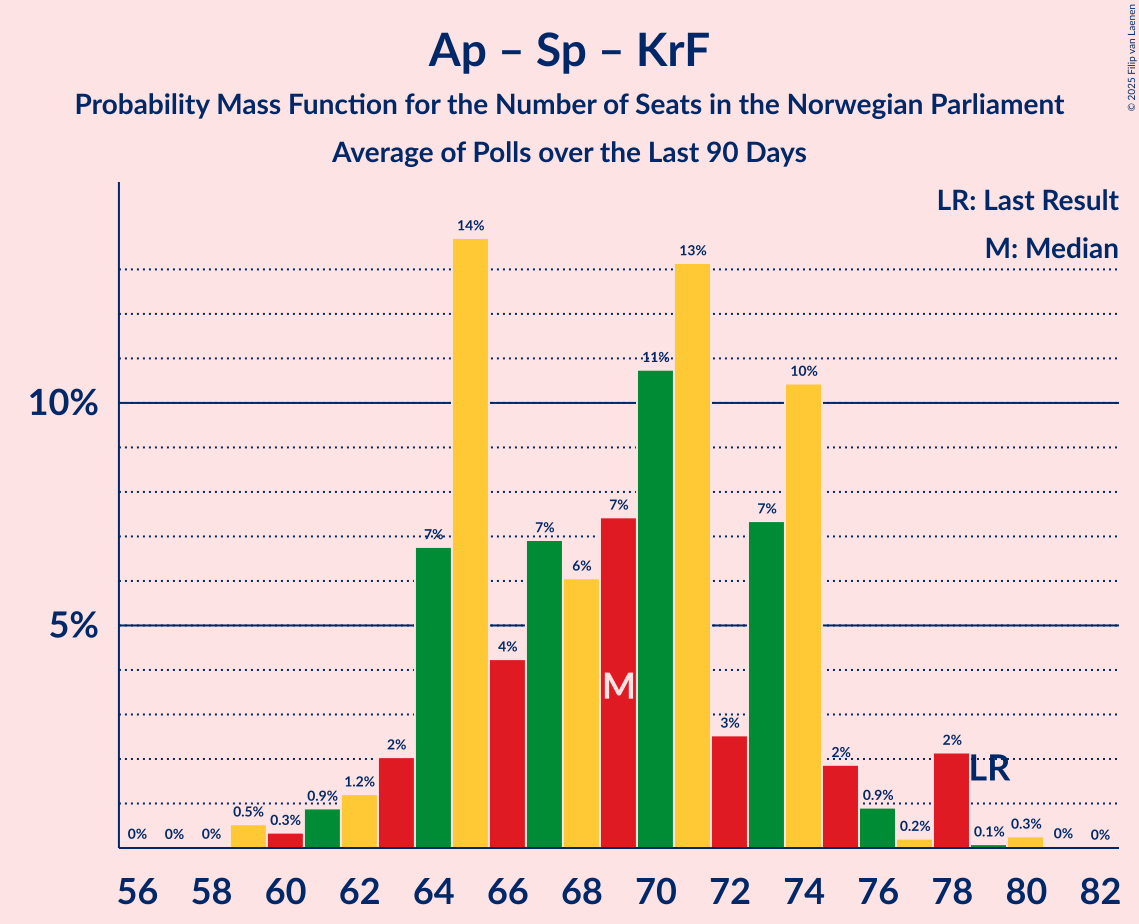 Ap – Sp – KrF
Probability Mass Function for the Number of Seats in the Norwegian Parliament
Average of Polls over the Last 90 Days
© 2025 Filip van Laenen
LR: Last Result
M: Median
10%
5%
0% 0% 0% 0.5% 0.3% 0.9% 1.2% 2% 7% 14% 4% 7% 6% 7% 11% 13% 3% 7% 10% 2% 0.9% 0.2% 2% 0.1% 0.3% 0% 0%
M
LR
56 58 60 62 64 66 68 70 72 74 76 78 80 82